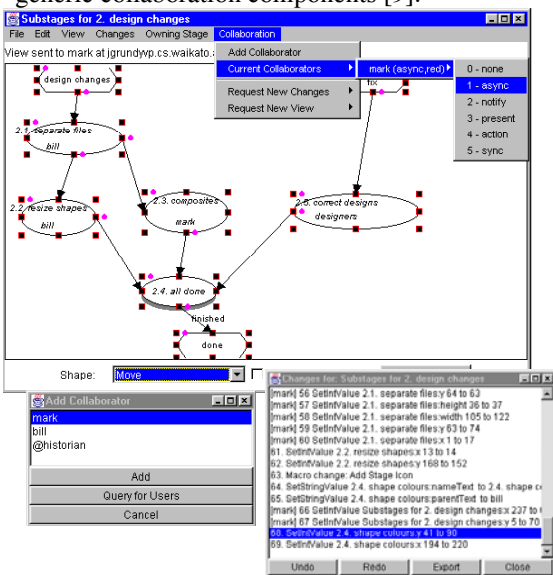 generic collaboration components [9].
Substages for 2. design changes
File Edit View Changes Owning Stage Collaboration
View sent to mark at jgrundyvp.cs.waikato.
Add Collaborator
Current Collaborators
Request New Changes
Request New View
mark (async,red)
0 - none
1 - async
2 - notify
3 - present
4 - action
5 - sync
design changes
fix
2.1. separate files
bill
2.2. resize shapes
bill
2.3. composites
mark
2.5. correct designs
designers
2.4. all done
finished
done
Shape: Move
Add Collaborator
mark
bill
@historian
Add
Query for Users
Cancel
Changes for: Substages for 2. design changes
[mark] 56 SetIntValue 2.1. separate files:y 64 to 63
[mark] 57 SetIntValue 2.1. separate files:height 36 to 37
[mark] 58 SetIntValue 2.1. separate files:width 105 to 122
[mark] 59 SetIntValue 2.1. separate files:y 63 to 74
[mark] 60 SetIntValue 2.1. separate files:x 1 to 17
61. SetIntValue 2.2. resize shapes:x 13 to 14
62. SetIntValue 2.2. resize shapes:y 168 to 152
63. Macro change: Add Stage Icon
64. SetStringValue 2.4. shape colours:nameText to 2.4. shape c
65. SetStringValue 2.4. shape colours:parentText to bill
[mark] 66 SetIntValue Substages for 2. design changes:x 237 to
[mark] 67 SetIntValue Substages for 2. design changes:y 5 to 70
68. SetIntValue 2.4. shape colours:y 41 to 90
69. SetIntValue 2.4. shape colours:x 194 to 220
Undo Redo Export Close